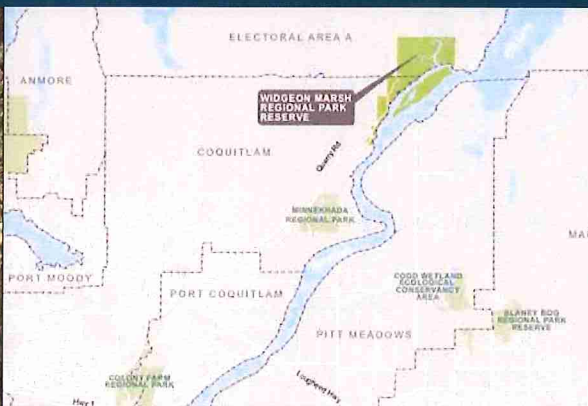 ELECTORAL AREA A
ANMORE
WIDGEON MARSH
REGIONAL PARK
RESERVE
COQUITLAM
Quarry Rd
MINNEKHADA
REGIONAL PARK
MA
PORT MOODY
CODD WETLAND
ECOLOGICAL
CONSERVANCY
AREA
PORT COQUITLAM
BLANEY BOG
REGIONAL PARK
RESERVE
PITT MEADOWS
COLONY FARM
REGIONAL PARK
Lougheed Hwy
Hwy 1